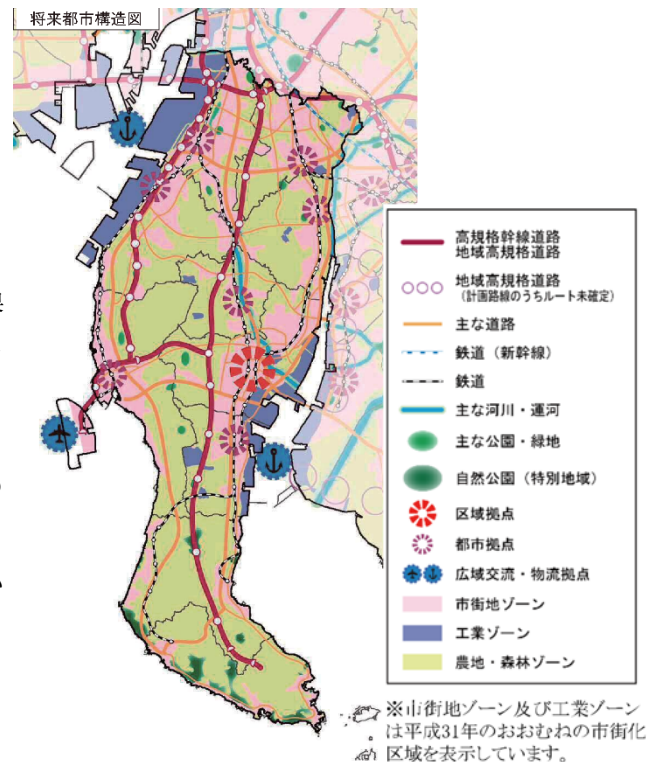 将来都市構造図
高規格幹線道路
地域高規格道路
地域高規格道路
（計画路線のうちルート未確定）
主な道路
鉄道（新幹線）
鉄道
主な河川・運河
主な公園・緑地
自然公園（特別地域）
区域拠点
都市拠点
広域交流・物流拠点
市街地ゾーン
工業ゾーン
農地・森林ゾーン
※市街地ゾーン及び工業ゾーン
は平成31年のおおむねの市街化
区域を表示しています。